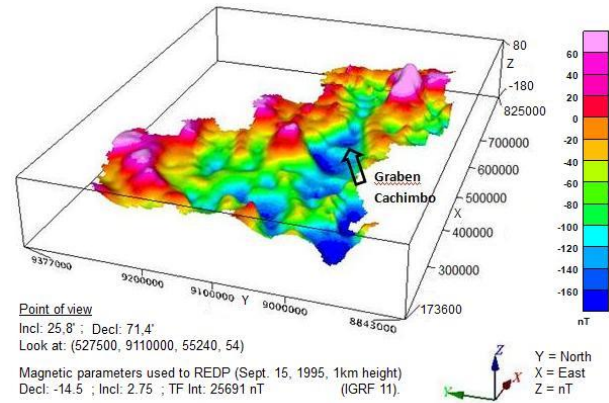 80
Z
-180
825000
700000
600000
500000
X
400000
300000
173600
Graben
Cachimbo
9377000
9200000
9100000
Y
9000000
8843000
60
40
20
0
-20
-40
-60
-80
-100
-120
-140
-160
nT
Point of view
Incl: 25,8' ; Decl: 71,4'
Look at: (527500, 9110000, 55240, 54)
Magnetic parameters used to REDP (Sept. 15, 1995, 1km height)
Decl: -14.5 ; Incl: 2.75 ; TF Int: 25691 nT (IGRF 11).
Z
X
Y
Y = North
X = East
Z = nT